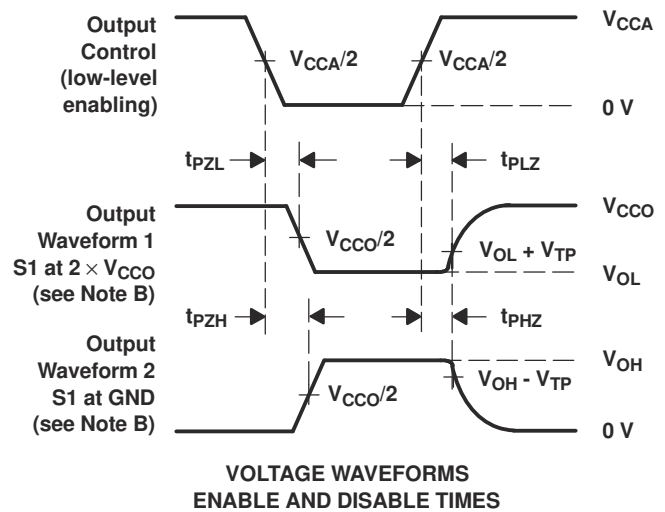 Output
Control
(low-level
enabling)
V_CCA/2
V_CCA/2
V_CCA
0 V
t_PZL
t_PLZ
Output
Waveform 1
S1 at 2 × V_CCO
(see Note B)
V_CCO/2
V_CCO
V_OL + V_TP
V_OL
t_PZH
t_PHZ
Output
Waveform 2
S1 at GND
(see Note B)
V_CCO/2
V_OH
V_OH - V_TP
0 V
VOLTAGE WAVEFORMS
ENABLE AND DISABLE TIMES